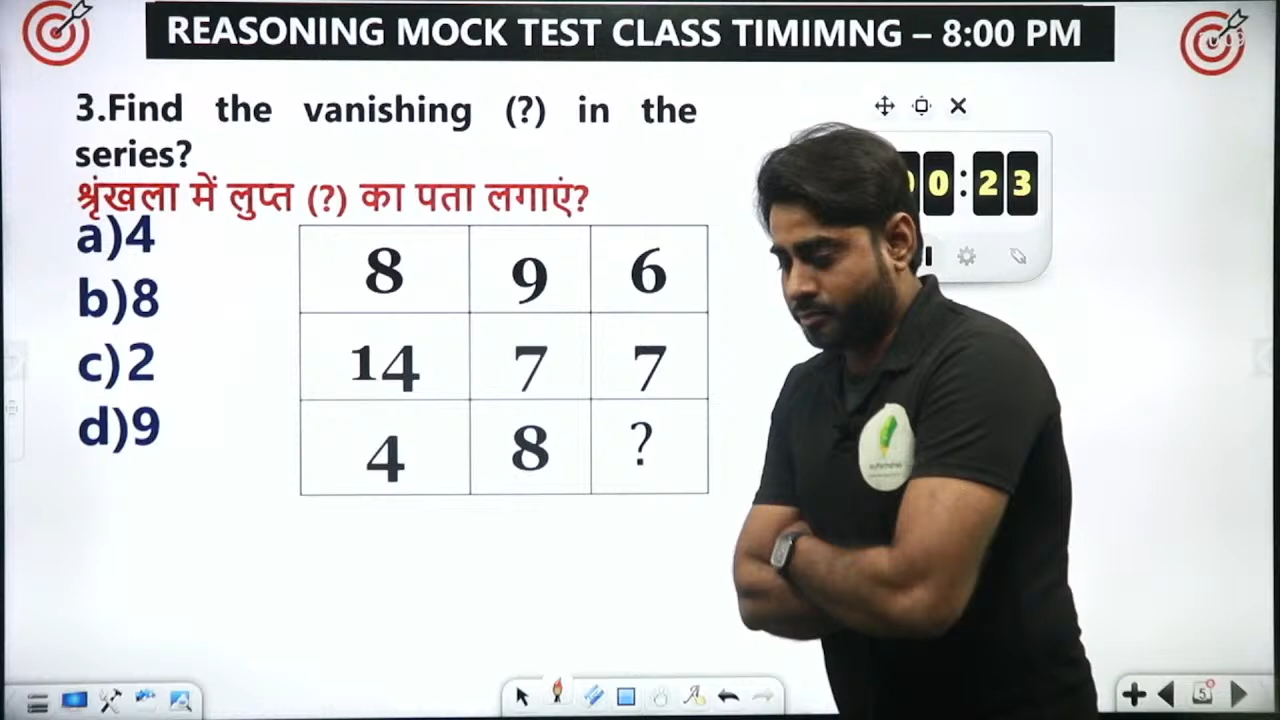 REASONING MOCK TEST CLASS TIMIMNG – 8:00 PM
3.Find the vanishing (?) in the
series?
श्रृंखला में लुप्त (?) का पता लगाएं?
a)4
b)8
c)2
d)9
8 9 6
14 7 7
4 8 ?
0:23
5